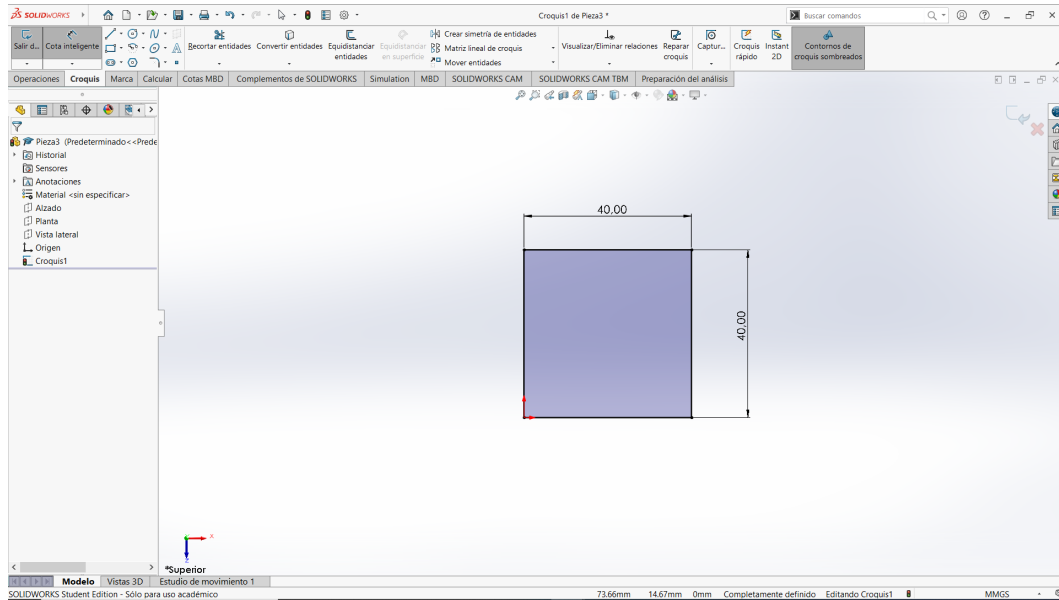 SOLIDWORKS
Croquis1 de Pieza3 *
Buscar comandos
Salir d...
Cota inteligente
Recortar entidades
Convertir entidades
Equidistanciar entidades
Equidistanciar en superficie
Crear simetría de entidades
Matriz lineal de croquis
Mover entidades
Visualizar/Eliminar relaciones
Reparar croquis
Captur...
Croquis rápido
Instant 2D
Contornos de croquis sombreados
Operaciones Croquis Marca Calcular Cotas MBD Complementos de SOLIDWORKS Simulation MBD SOLIDWORKS CAM SOLIDWORKS CAM TBM Preparación del análisis
Pieza3 (Predeterminado<<Prede
Historial
Sensores
Anotaciones
Material <sin especificar>
Alzado
Planta
Vista lateral
Origen
Croquis1
40,00
40,00
X
Z
*Superior
Modelo Vistas 3D Estudio de movimiento 1
SOLIDWORKS Student Edition - Sólo para uso académico 73.66mm 14.67mm 0mm Completamente definido Editando Croquis1 MMGS